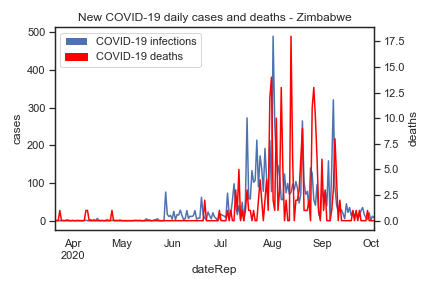 New COVID-19 daily cases and deaths - Zimbabwe
COVID-19 infections
COVID-19 deaths
500
400
300
200
100
0
cases
17.5
15.0
12.5
10.0
7.5
5.0
2.5
0.0
deaths
Apr May Jun Jul Aug Sep Oct
2020
dateRep